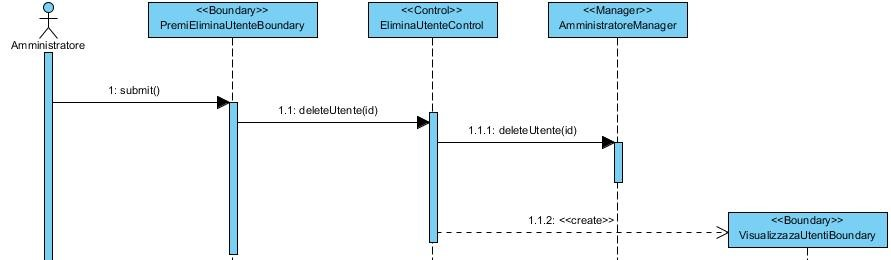 <<Boundary>>
PremiEliminaUtenteBoundary
<<Control>>
EliminaUtenteControl
<<Manager>>
AmministratoreManager
Amministratore
1: submit()
1.1: deleteUtente(id)
1.1.1: deleteUtente(id)
1.1.2: <<create>>
<<Boundary>>
VisualizzazaUtentiBoundary